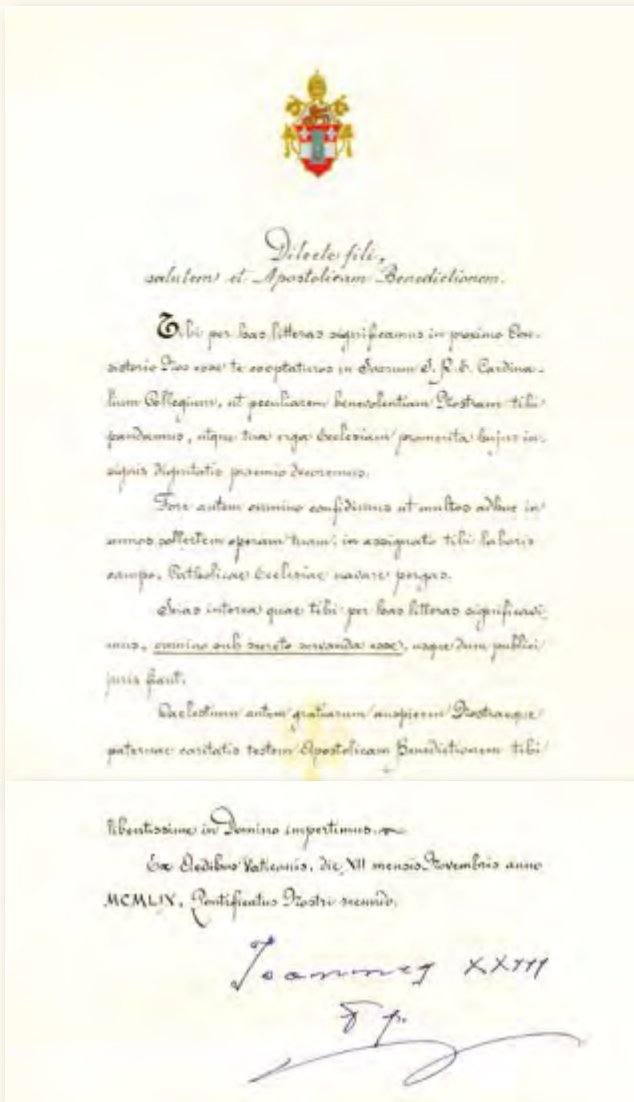 Dilecte fili,
salutem et Apostolicam Benedictionem.
Tibi per has litteras significamus in proximo Con-
sistorio Nos esse te cooptaturos in Sacrum S. R. E. Cardina-
lium Collegium, ut peculiarem benevolentiam Nostram tibi
pandamus, atque tua erga Ecclesiam promerita hujus in-
signis dignitatis praemio decoremus.
Fore autem omnino confidimus ut multos adhuc in
annos sollertem operam tuam, in assignato tibi laboris
campo, Catholicae Ecclesiae navare pergas.
Scias interea quae tibi per has litteras significavi-
mus, omnino sub secreto servanda esse, usque dum publici
juris fiant.
Caelestium autem gratiarum auspicem Nostraeque
paternae caritatis testem Apostolicam Benedictionem tibi
libentissime in Domino impertimus.
Ex Aedibus Vaticanis, die XII mensis Novembris anno
MCMLIX, Pontificatus Nostri secundo.
Ioannes XXIII
pp.